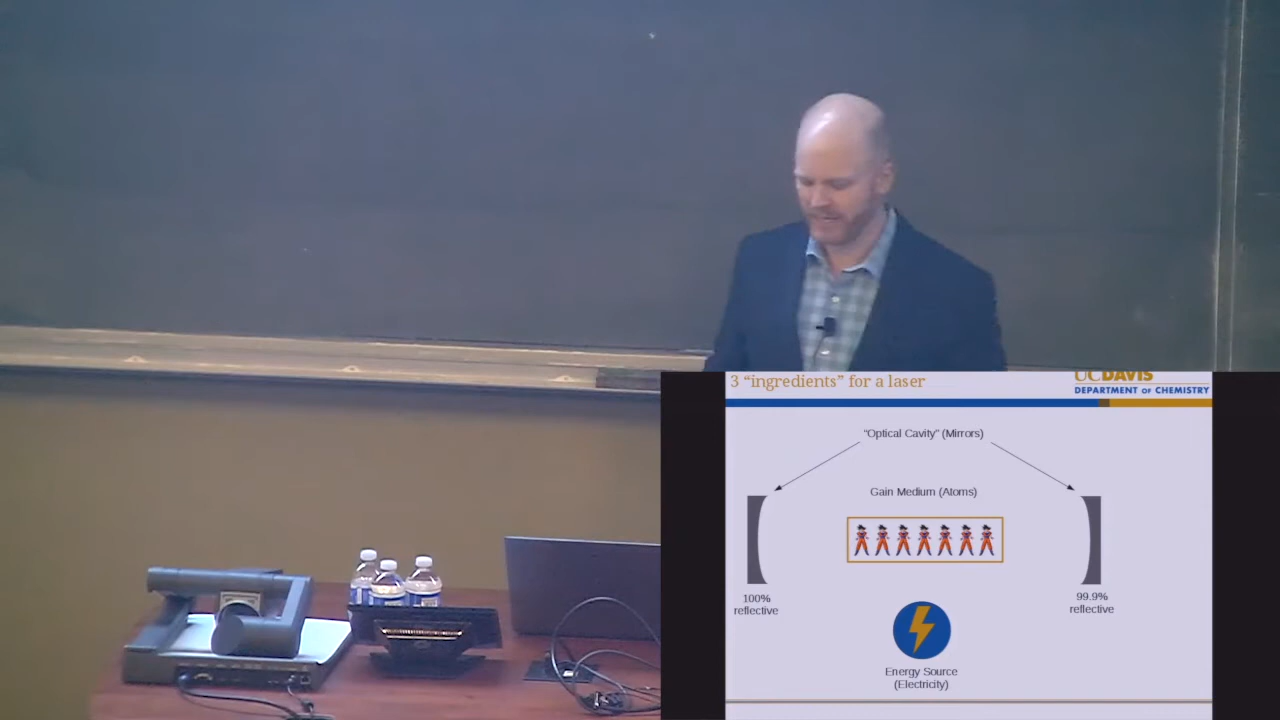 3 “ingredients” for a laser
UCDAVIS
DEPARTMENT OF CHEMISTRY
“Optical Cavity” (Mirrors)
Gain Medium (Atoms)
100%
reflective
99.9%
reflective
Energy Source
(Electricity)